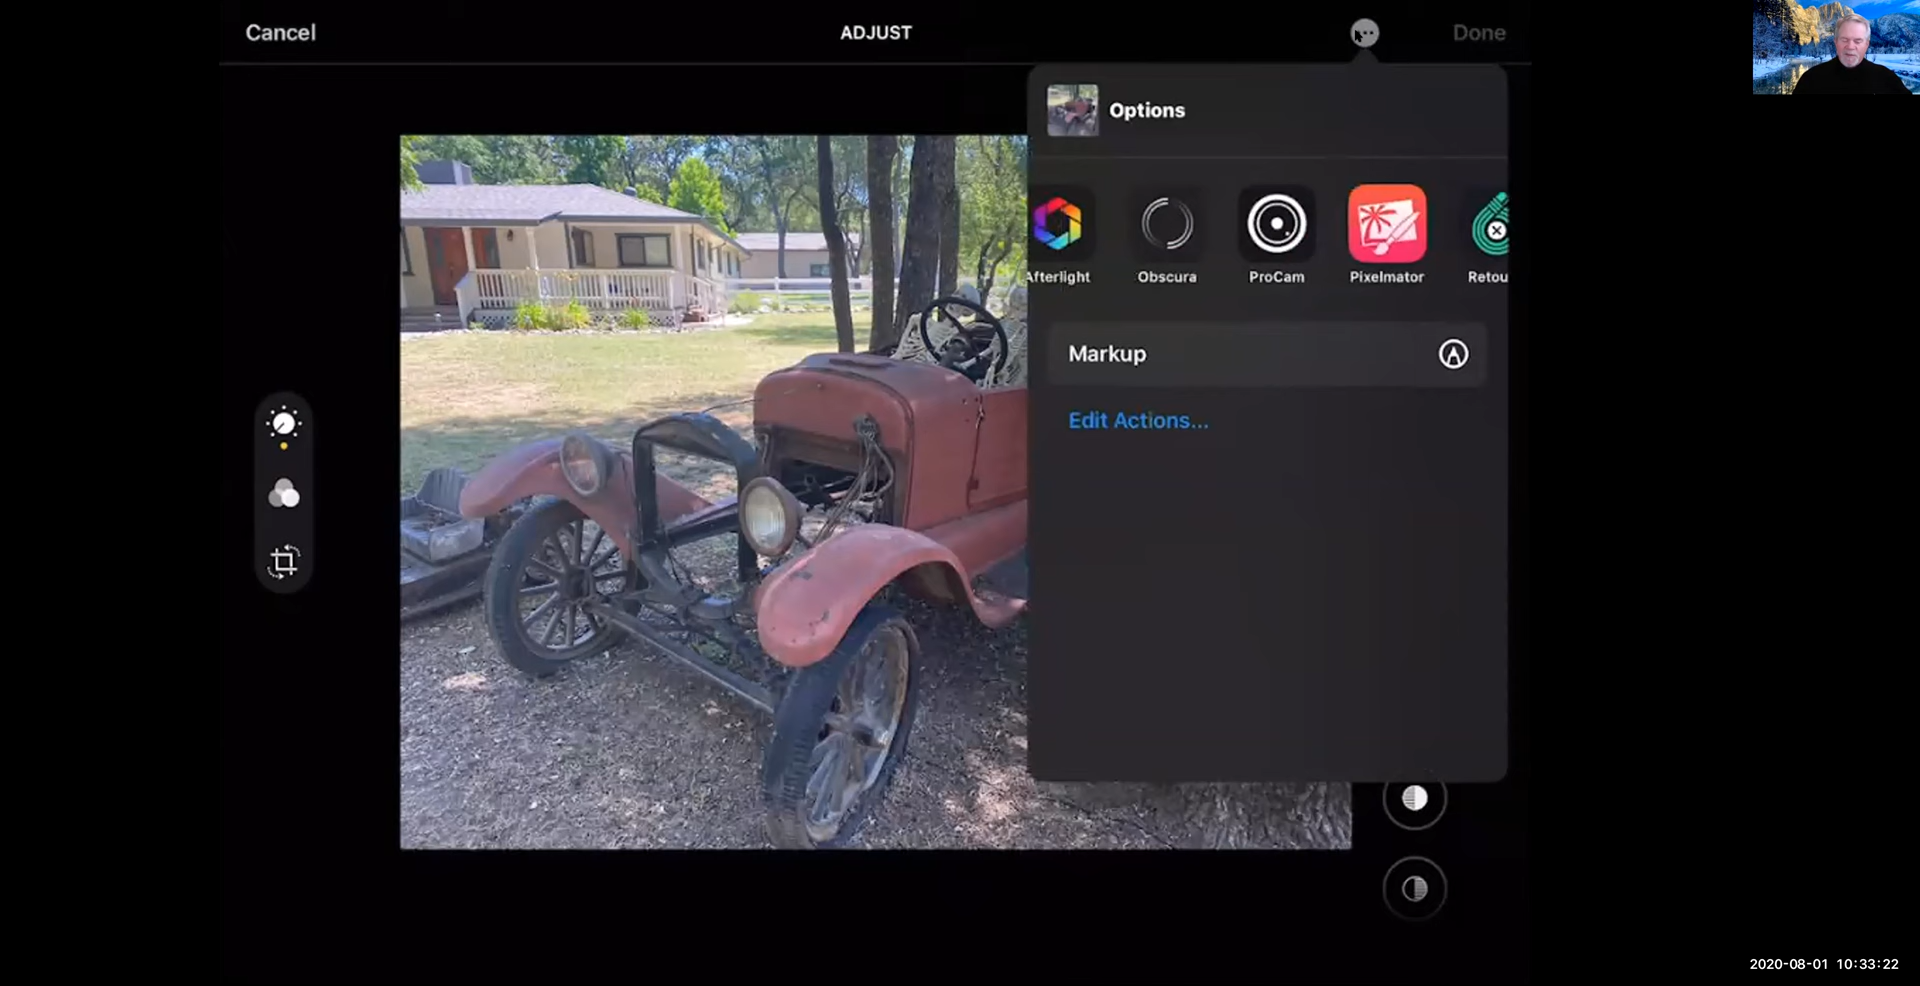 Cancel
ADJUST
Done
Options
Afterlight
Obscura
ProCam
Pixelmator
Retou
Markup
Edit Actions...
2020-08-01 10:33:22